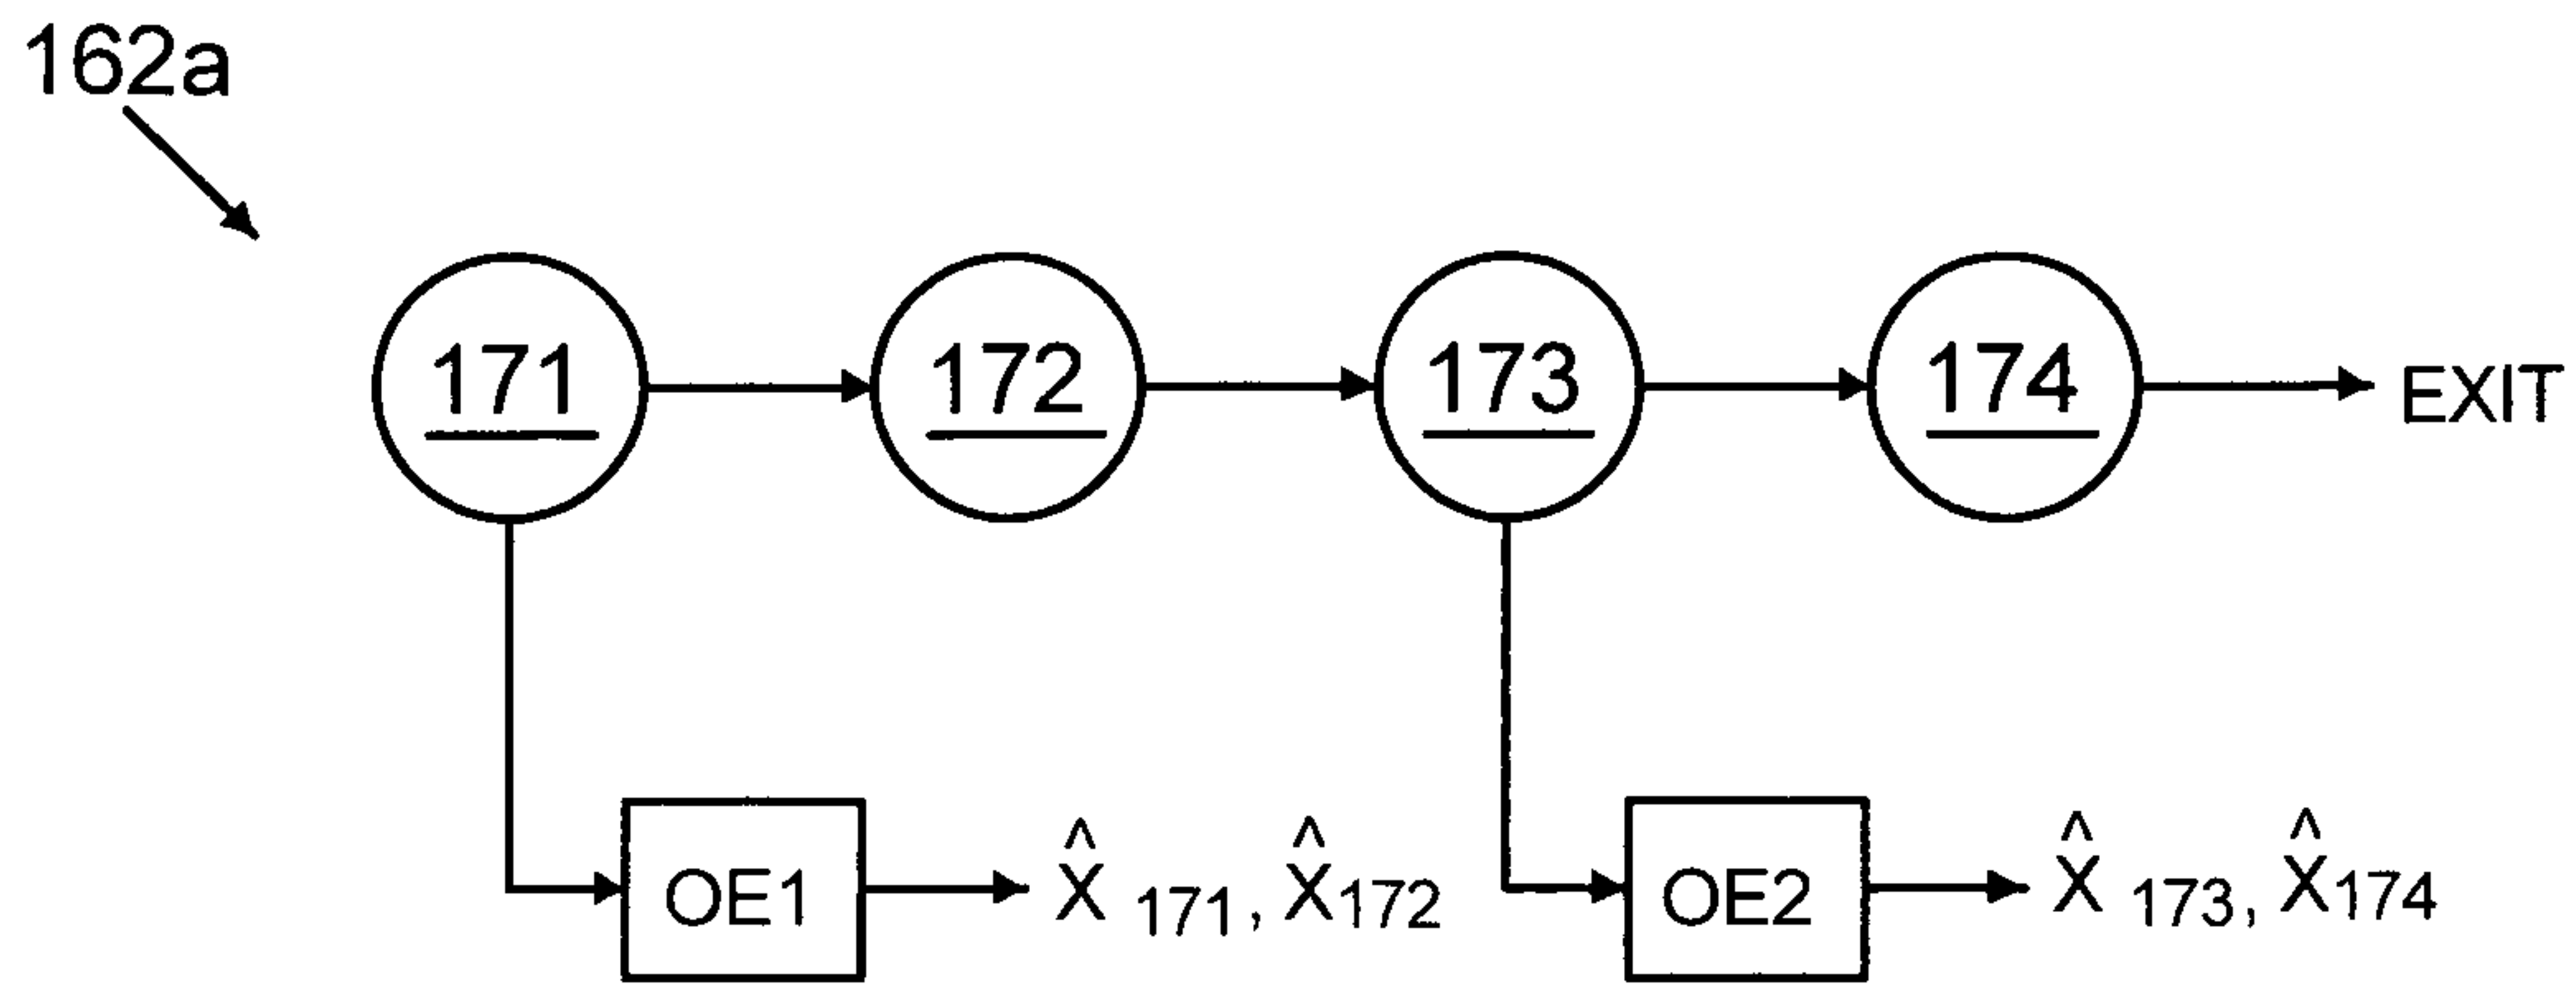 162a
171 172 173 174 EXIT
OE1 X̂ 171, X̂172 OE2 X̂ 173, X̂174